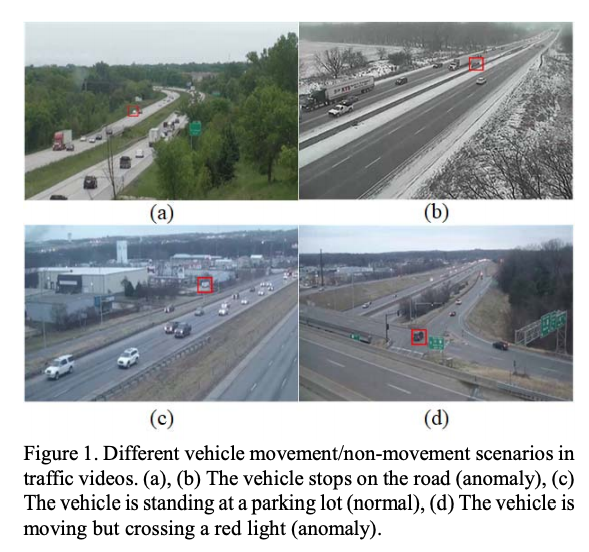 (a)
(b)
(c)
(d)
Figure 1. Different vehicle movement/non-movement scenarios in
traffic videos. (a), (b) The vehicle stops on the road (anomaly), (c)
The vehicle is standing at a parking lot (normal), (d) The vehicle is
moving but crossing a red light (anomaly).